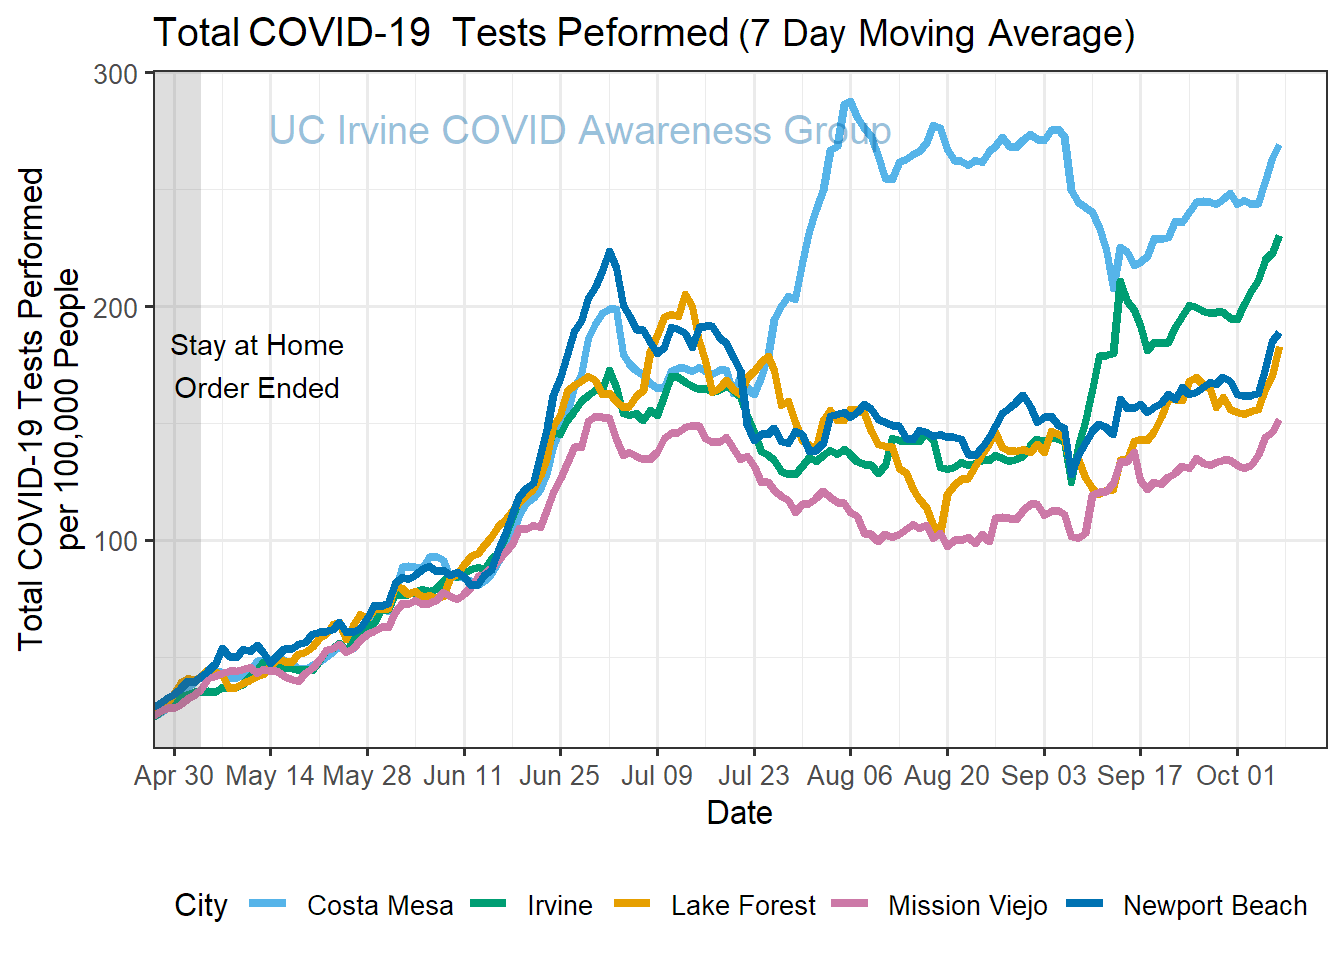 Total COVID-19  Tests Peformed (7 Day Moving Average)
UC Irvine COVID Awareness Group
Total COVID-19 Tests Performed
per 100,000 People
300
200
100
Stay at Home
Order Ended
Apr 30 May 14 May 28 Jun 11 Jun 25 Jul 09 Jul 23 Aug 06 Aug 20 Sep 03 Sep 17 Oct 01
Date
City Costa Mesa Irvine Lake Forest Mission Viejo Newport Beach